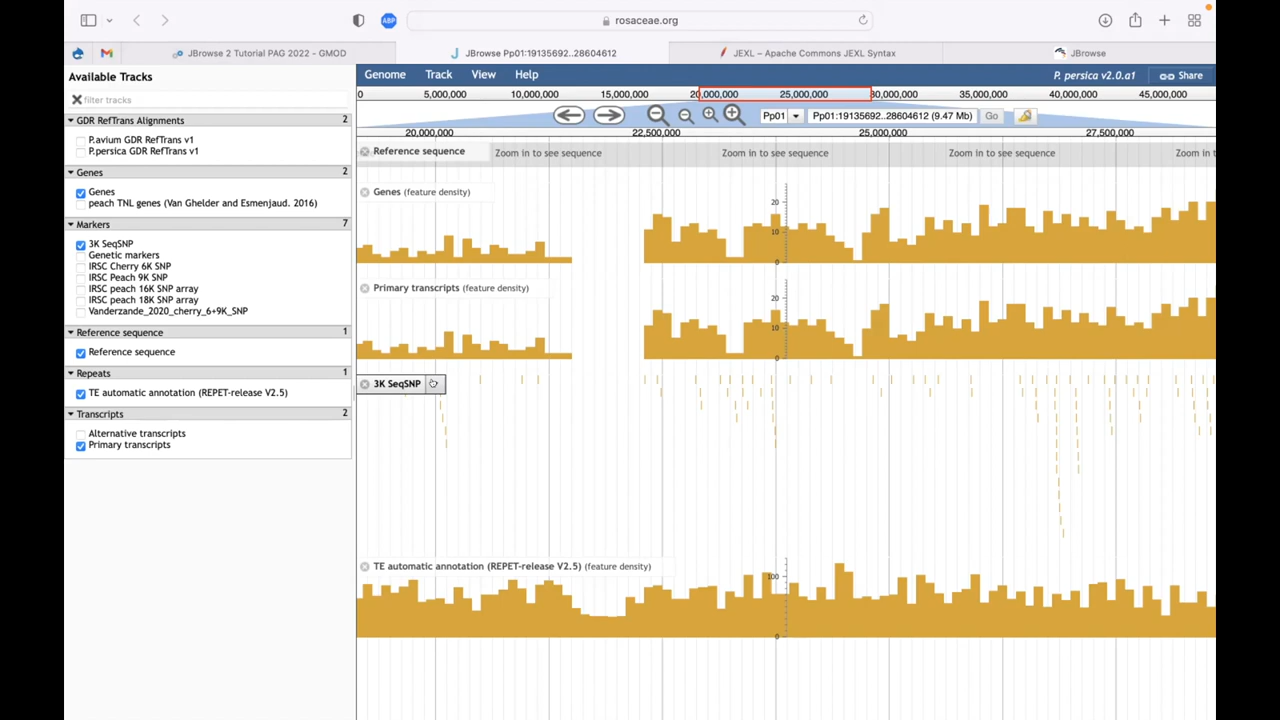 ABP
rosaceae.org
JBrowse 2 Tutorial PAG 2022 - GMOD
JBrowse Pp01:19135692..28604612
JEXL – Apache Commons JEXL Syntax
JBrowse
Available Tracks
filter tracks
GDR RefTrans Alignments 2
P.avium GDR RefTrans v1
P.persica GDR RefTrans v1
Genes 2
Genes
peach TNL genes (Van Ghelder and Esmenjaud. 2016)
Markers 7
3K SeqSNP
Genetic markers
IRSC Cherry 6K SNP
IRSC Peach 9K SNP
IRSC peach 16K SNP array
IRSC peach 18K SNP array
Vanderzande_2020_cherry_6+9K_SNP
Reference sequence 1
Reference sequence
Repeats 1
TE automatic annotation (REPET-release V2.5)
Transcripts 2
Alternative transcripts
Primary transcripts
Genome Track View Help P. persica v2.0.a1 Share
0 5,000,000 10,000,000 15,000,000 20,000,000 25,000,000 30,000,000 35,000,000 40,000,000 45,000,000
Pp01 Pp01:19135692..28604612 (9.47 Mb) Go
20,000,000 22,500,000 25,000,000 27,500,000
Reference sequence Zoom in to see sequence Zoom in to see sequence Zoom in to see sequence Zoom in t
Genes (feature density)
20
10
0
Primary transcripts (feature density)
20
10
0
3K SeqSNP
TE automatic annotation (REPET-release V2.5) (feature density)
100
0